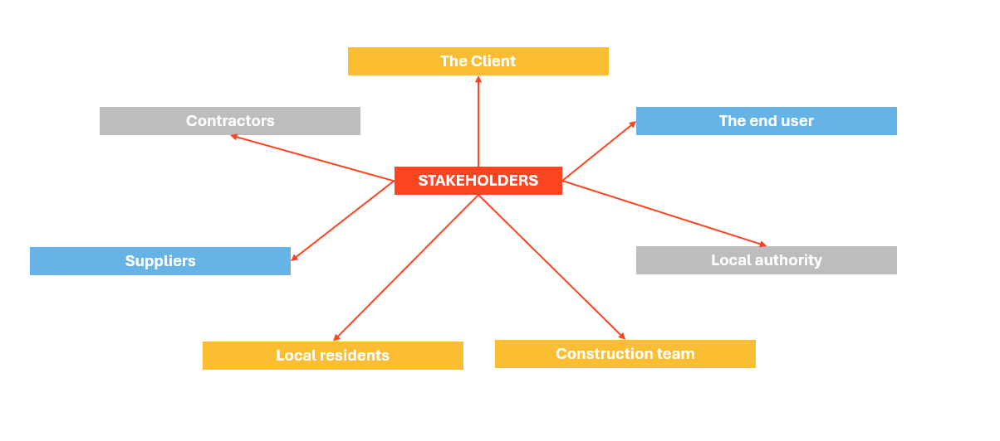 The Client
Contractors
The end user
STAKEHOLDERS
Suppliers
Local authority
Local residents
Construction team